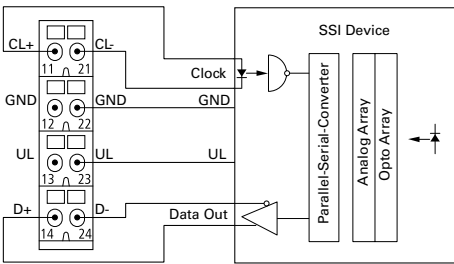 SSI Device
CL+ CL-
11 21
Clock
GND GND GND
12 22
UL UL UL
13 23
D+ D- Data Out
14 24
Parallel-Serial-Converter
Analog Array
Opto Array